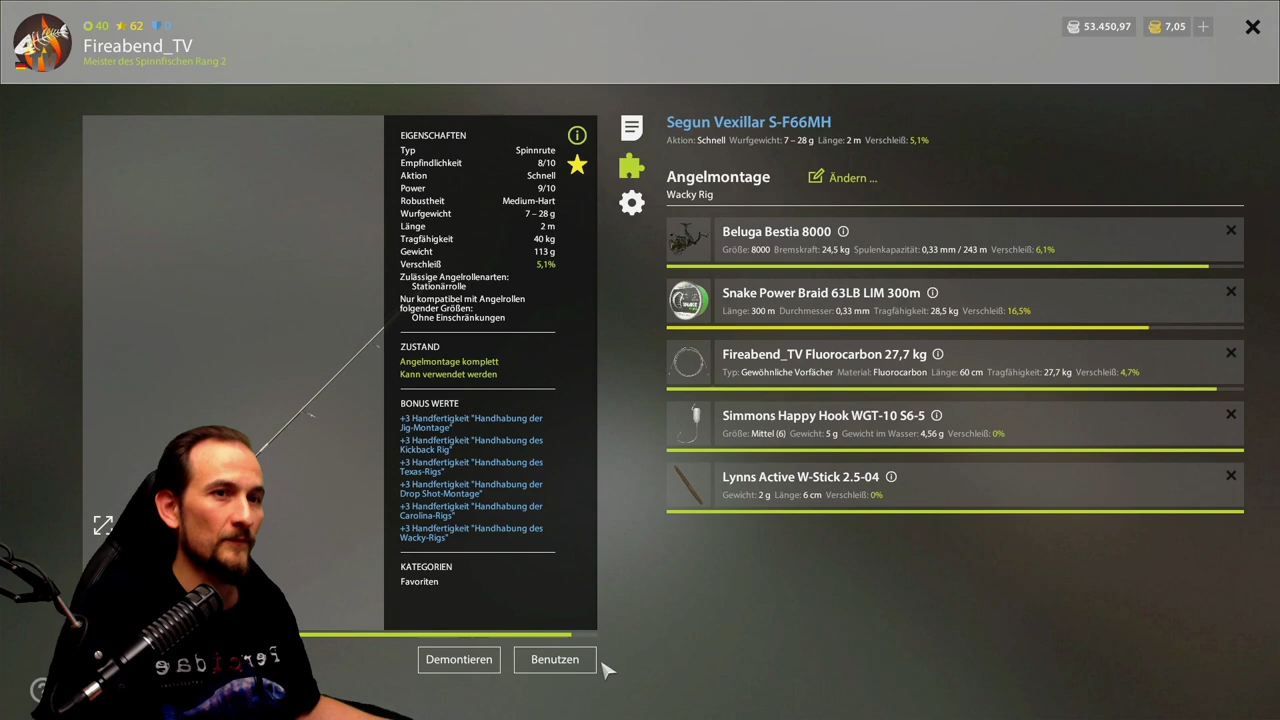 40 62 0
Fireabend_TV
Meister des Spinnfischen Rang 2
53.450,97 7,05
EIGENSCHAFTEN
Typ Spinnrute
Empfindlichkeit 8/10
Aktion Schnell
Power 9/10
Robustheit Medium-Hart
Wurfgewicht 7 – 28 g
Länge 2 m
Tragfähigkeit 40 kg
Gewicht 113 g
Verschleiß 5,1%
Zulässige Angelrollenarten:
Stationärrolle
Nur kompatibel mit Angelrollen
folgender Größen:
Ohne Einschränkungen
ZUSTAND
Angelmontage komplett
Kann verwendet werden
BONUS WERTE
+3 Handfertigkeit "Handhabung der
Jig-Montage"
+3 Handfertigkeit "Handhabung des
Kickback Rig"
+3 Handfertigkeit "Handhabung des
Texas-Rigs"
+3 Handfertigkeit "Handhabung der
Drop Shot-Montage"
+3 Handfertigkeit "Handhabung der
Carolina-Rigs"
+3 Handfertigkeit "Handhabung des
Wacky-Rigs"
KATEGORIEN
Favoriten
Demontieren
Benutzen
Segun Vexillar S-F66MH
Aktion: Schnell Wurfgewicht: 7 – 28 g Länge: 2 m Verschleiß: 5,1%
Angelmontage Ändern ...
Wacky Rig
Beluga Bestia 8000
Größe: 8000 Bremskraft: 24,5 kg Spulenkapazität: 0,33 mm / 243 m Verschleiß: 6,1%
Snake Power Braid 63LB LIM 300m
Länge: 300 m Durchmesser: 0,33 mm Tragfähigkeit: 28,5 kg Verschleiß: 16,5%
Fireabend_TV Fluorocarbon 27,7 kg
Typ: Gewöhnliche Vorfächer Material: Fluorocarbon Länge: 60 cm Tragfähigkeit: 27,7 kg Verschleiß: 4,7%
Simmons Happy Hook WGT-10 S6-5
Größe: Mittel (6) Gewicht: 5 g Gewicht im Wasser: 4,56 g Verschleiß: 0%
Lynns Active W-Stick 2.5-04
Gewicht: 2 g Länge: 6 cm Verschleiß: 0%